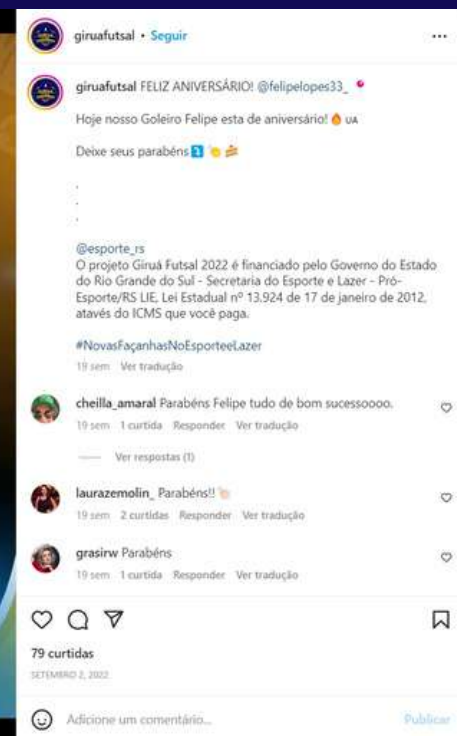 giruafutsal • Seguir
giruafutsal FELIZ ANIVERSÁRIO! @felipelopes33_
Hoje nosso Goleiro Felipe esta de aniversário! 🔥 UA
Deixe seus parabéns ⤵️ 👏 🎂
.
.
.
@esporte_rs
O projeto Giruá Futsal 2022 é financiado pelo Governo do Estado
do Rio Grande do Sul - Secretaria do Esporte e Lazer - Pró-
Esporte/RS LIE, Lei Estadual nº 13.924 de 17 de janeiro de 2012,
atavés do ICMS que você paga.
#NovasFaçanhasNoEsporteeLazer
19 sem Ver tradução
cheilla_amaral Parabéns Felipe tudo de bom sucessoooo.
19 sem 1 curtida Responder Ver tradução
Ver respostas (1)
laurazemolin_ Parabéns!! 👏🏻
19 sem 2 curtidas Responder Ver tradução
grasirw Parabéns
19 sem 1 curtida Responder Ver tradução
79 curtidas
SETEMBRO 2, 2022
Adicione um comentário... Publicar